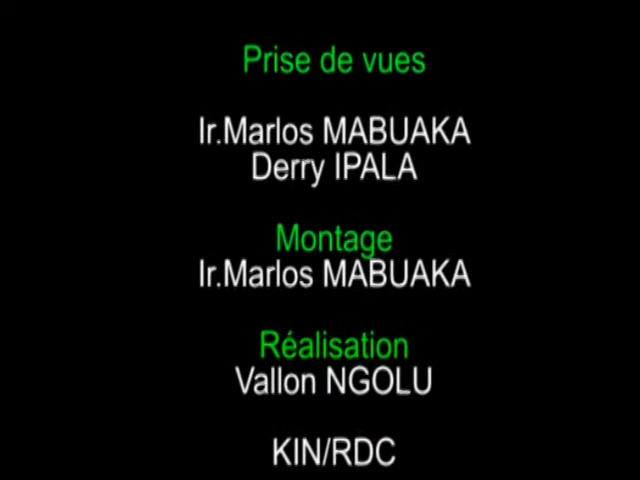 Prise de vues
Ir.Marlos MABUAKA
Derry IPALA
Montage
Ir.Marlos MABUAKA
Réalisation
Vallon NGOLU
KIN/RDC